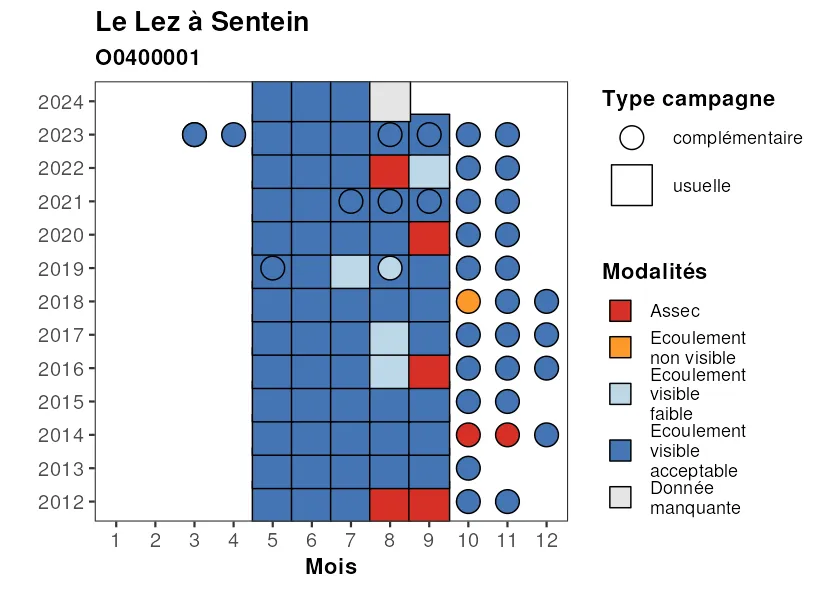 Le Lez à Sentein
O0400001
2024
2023
2022
2021
2020
2019
2018
2017
2016
2015
2014
2013
2012
1 2 3 4 5 6 7 8 9 10 11 12
Mois
Type campagne
complémentaire
usuelle
Modalités
Assec
Ecoulement
non visible
Ecoulement
visible
faible
Ecoulement
visible
acceptable
Donnée
manquante